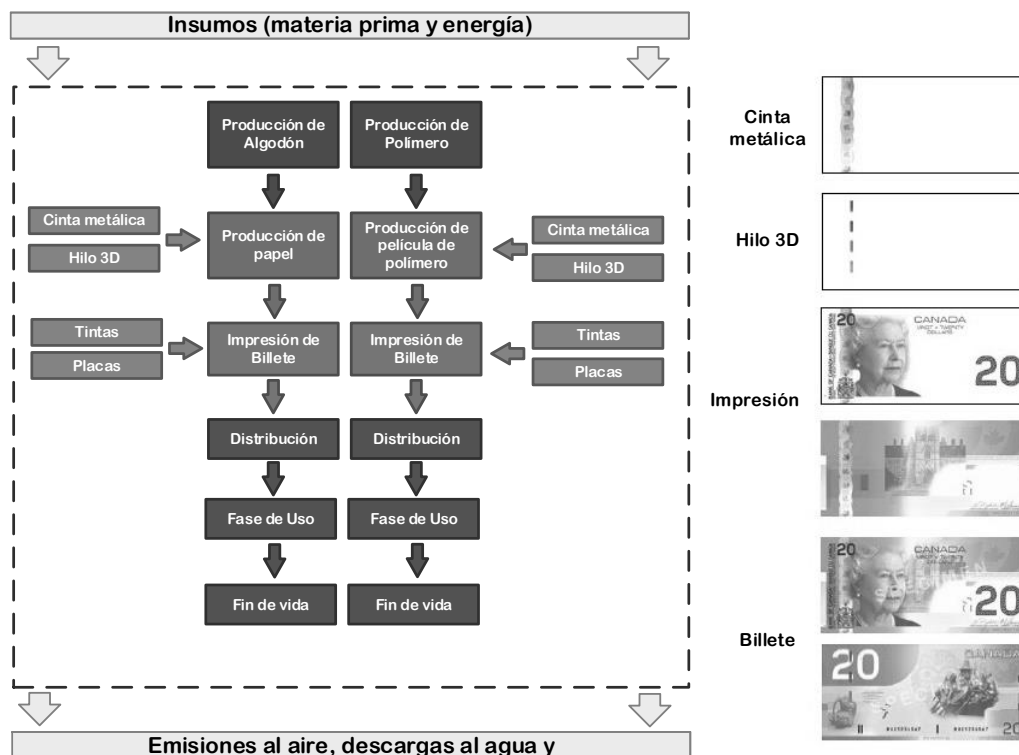 Insumos (materia prima y energía)
Producción de
Algodón
Producción de
Polímero
Cinta metálica
Hilo 3D
Producción de
papel
Producción de
película de
polímero
Cinta metálica
Hilo 3D
Tintas
Placas
Impresión de
Billete
Impresión de
Billete
Tintas
Placas
Distribución
Distribución
Fase de Uso
Fase de Uso
Fin de vida
Fin de vida
Emisiones al aire, descargas al agua y
Cinta
metálica
Hilo 3D
Impresión
20
CANADA
20
Billete
20
CANADA
20
20
CANADA
20